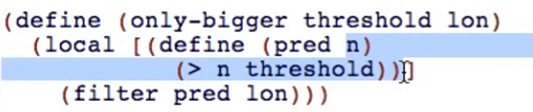 (define (only-bigger threshold lon)
(local [(define (pred n)
(> n threshold))]
(filter pred lon)))